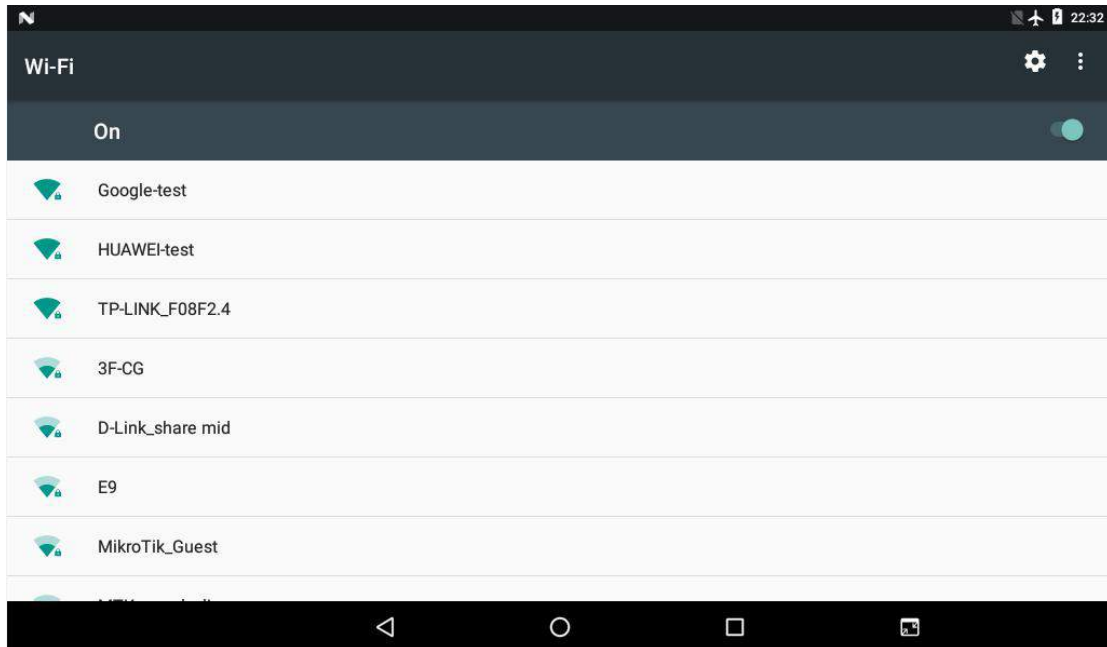 22:32
Wi-Fi
On
Google-test
HUAWEI-test
TP-LINK_F08F2.4
3F-CG
D-Link_share mid
E9
MikroTik_Guest